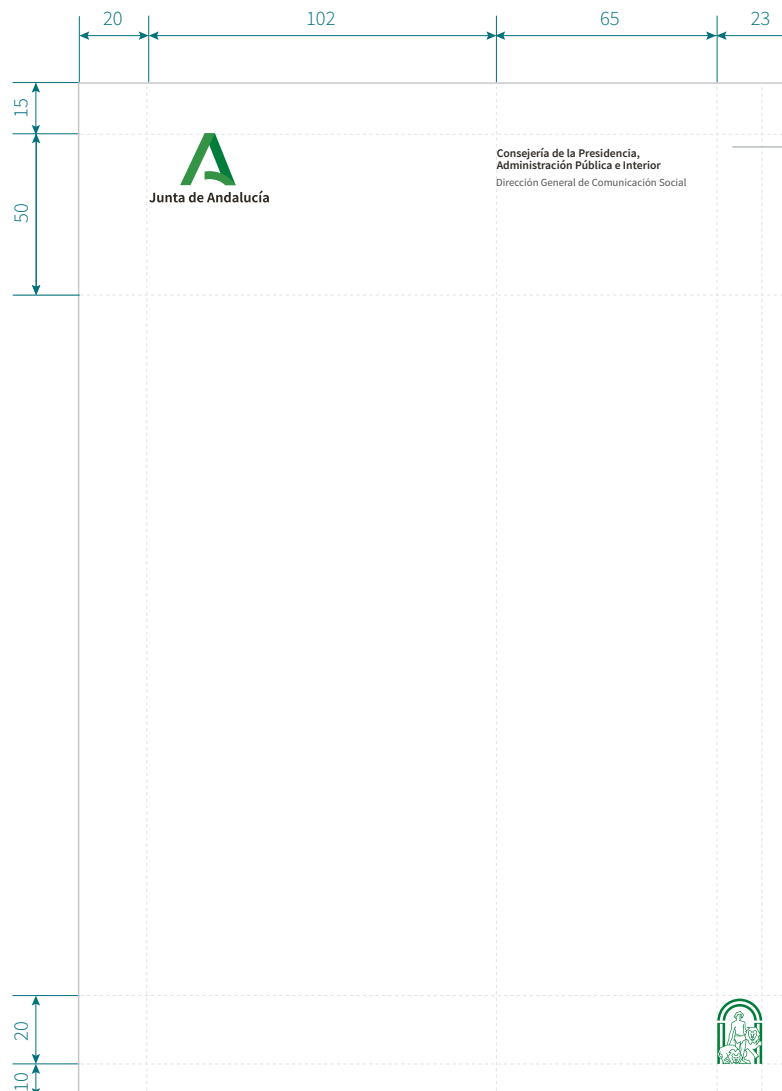 20 102 65 23
15
Consejería de la Presidencia,
Administración Pública e Interior
Dirección General de Comunicación Social
Junta de Andalucía
50
20
10